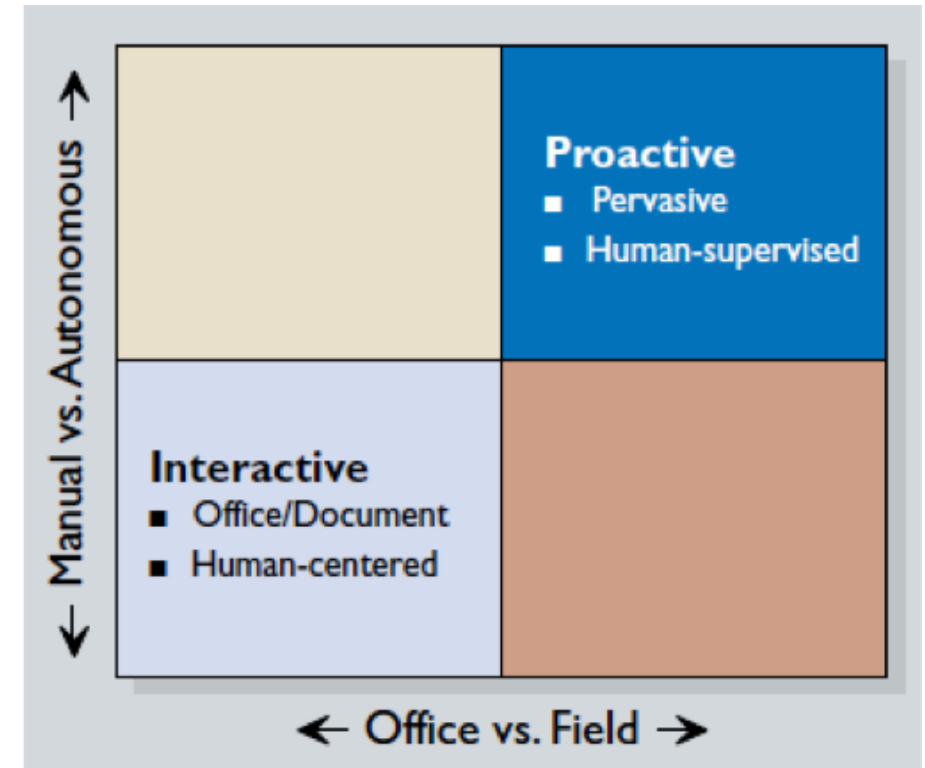 Proactive
▪ Pervasive
▪ Human-supervised
Interactive
▪ Office/Document
▪ Human-centered
← Manual vs. Autonomous →
← Office vs. Field →